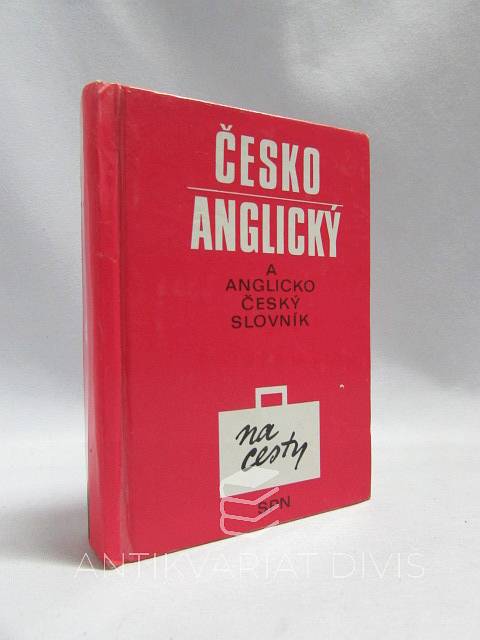 ČESKO
ANGLICKÝ
A
ANGLICKO
ČESKÝ
SLOVNÍK
na
cesty
SPN
ANTIKVARIAT DIVIS